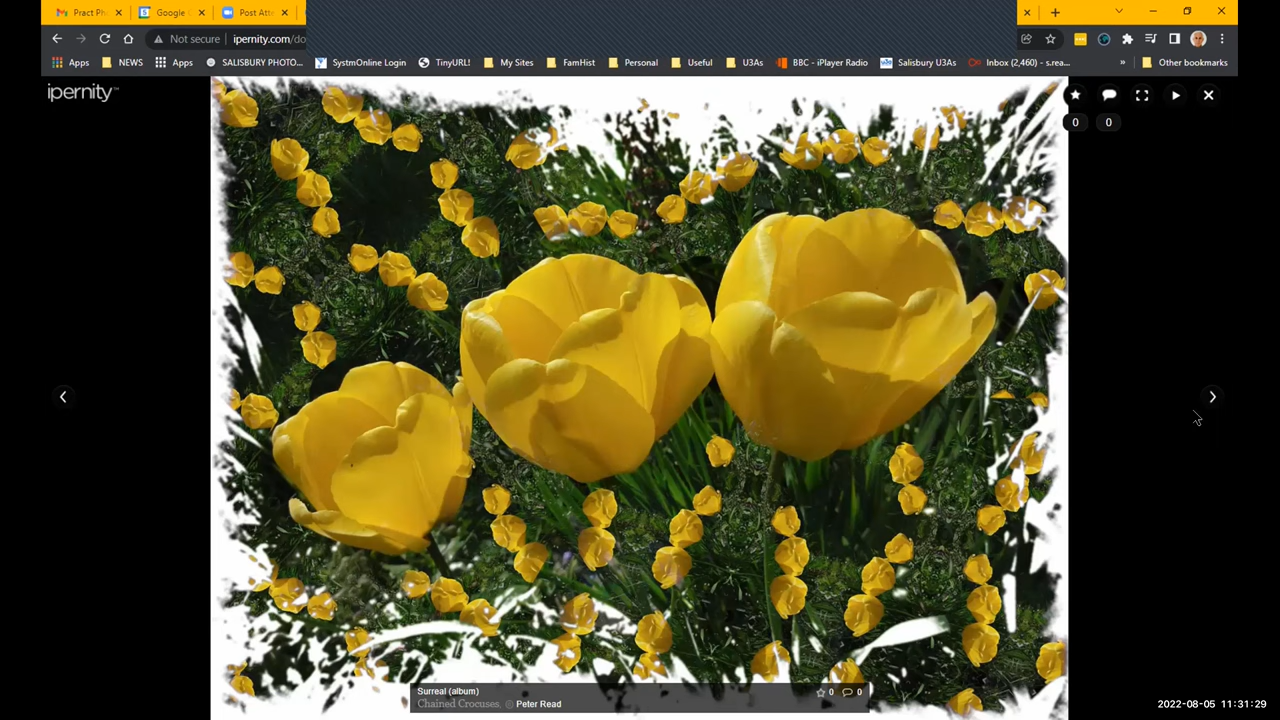 Pract Ph
Google C
Post Atte
Not secure
ipernity.com/do
Apps
NEWS
Apps
SALISBURY PHOTO...
SystmOnline Login
TinyURL!
My Sites
FamHist
Personal
Useful
U3As
BBC - iPlayer Radio
Salisbury U3As
Inbox (2,460) - s.rea...
»
Other bookmarks
ipernity™
0 0
Surreal (album)
0 0
Chained Crocuses, © Peter Read
2022-08-05 11:31:29